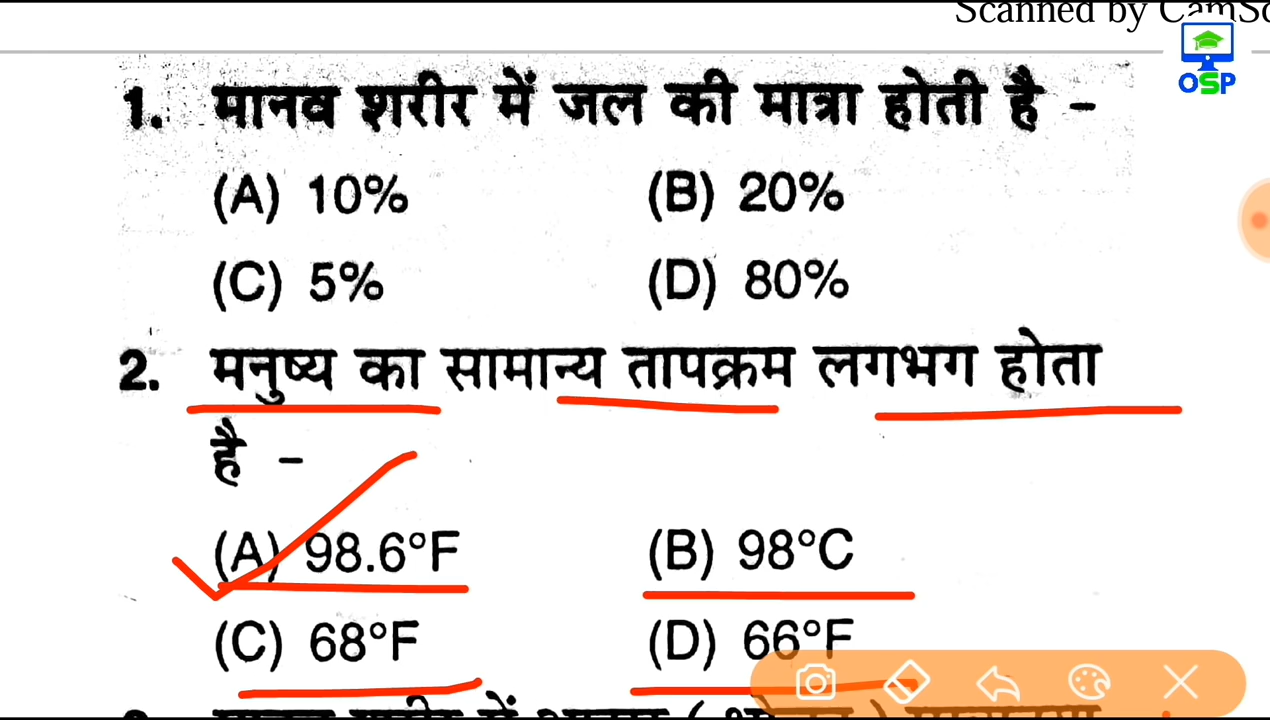 Scanned by CamSc
OSP
1. मानव शरीर में जल की मात्रा होती है -
(A) 10% (B) 20%
(C) 5% (D) 80%
2. मनुष्य का सामान्य तापक्रम लगभग होता
है -
(A) 98.6°F (B) 98°C
(C) 68°F (D) 66°F